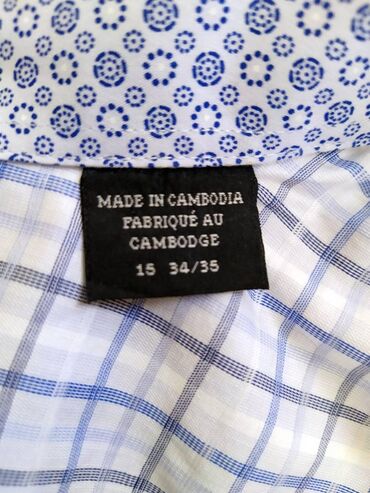 MADE IN CAMBODIA
FABRIQUÉ AU
CAMBODGE
15 34/35